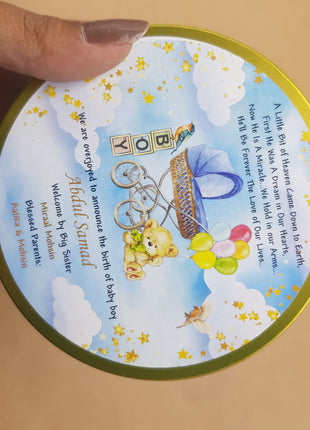 A Little Bit of Heaven Came Down to Earth,
First He Was A Dream in Our Hearts,
Now He Is A Miracle...We Hold in our Arms...
He'll Be Forever The Love of Our Lives..
BOY
We are overjoyed to announce the birth of baby boy
Abdul Samad
Welcome by Big Sister
Miraal Mohsin
Blessed Parents:
Aatika & Mohsin